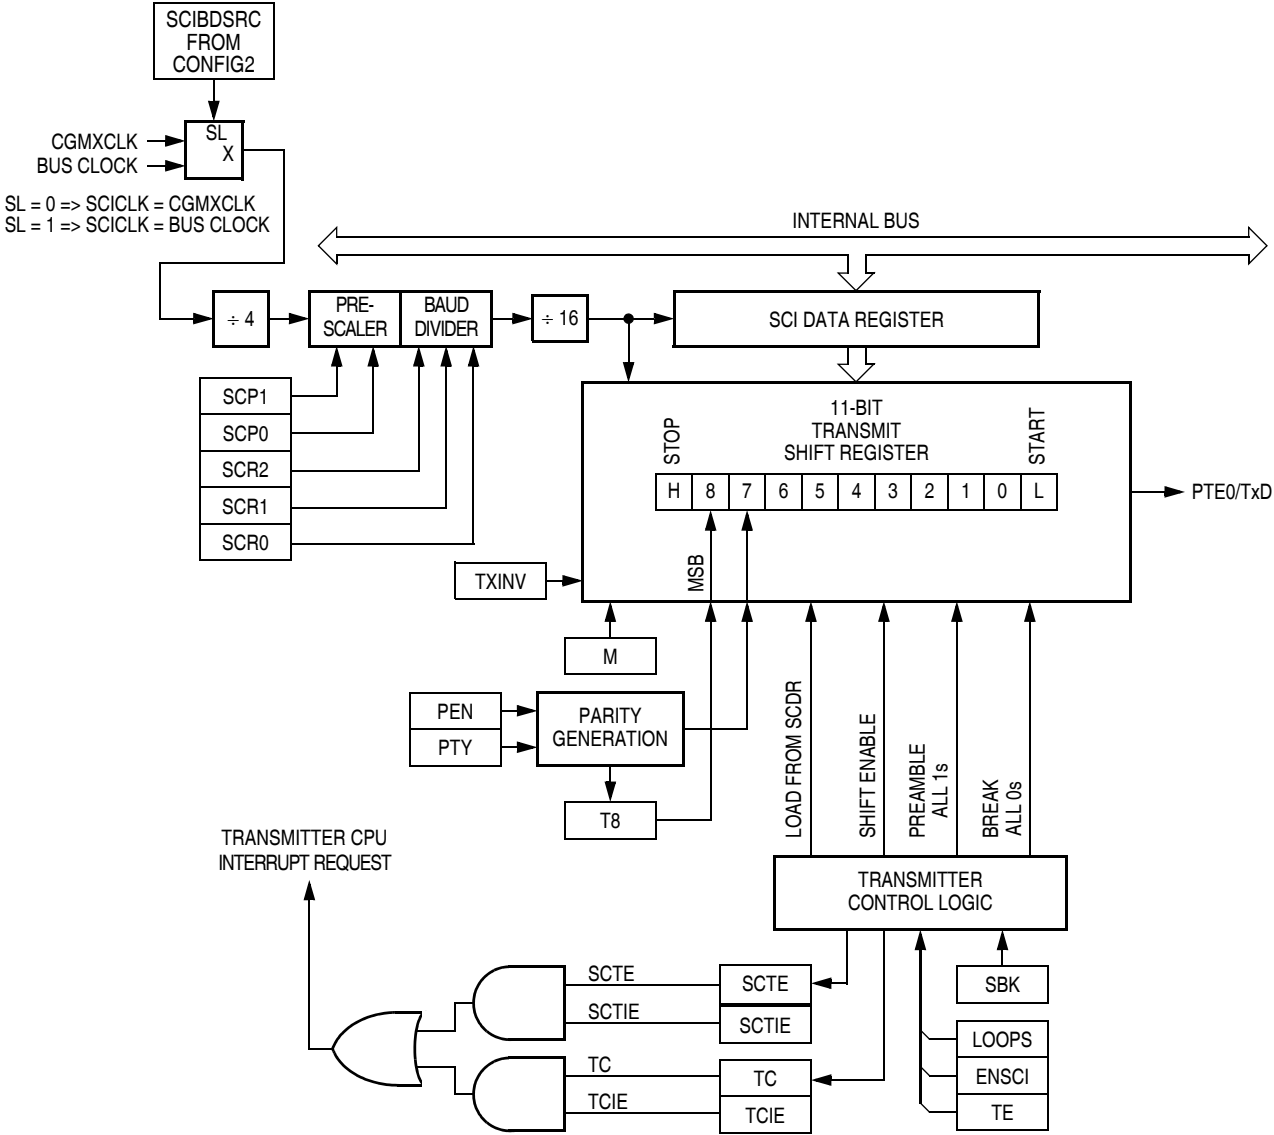 SCIBDSRC
FROM
CONFIG2
SL
X
CGMXCLK
BUS CLOCK
SL = 0 => SCICLK = CGMXCLK
SL = 1 => SCICLK = BUS CLOCK
INTERNAL BUS
÷ 4
PRE-
SCALER
BAUD
DIVIDER
÷ 16
SCI DATA REGISTER
SCP1
SCP0
SCR2
SCR1
SCR0
11-BIT
TRANSMIT
SHIFT REGISTER
STOP
START
H 8 7 6 5 4 3 2 1 0 L
PTE0/TxD
MSB
TXINV
M
PEN
PTY
PARITY
GENERATION
T8
LOAD FROM SCDR
SHIFT ENABLE
PREAMBLE
ALL 1s
BREAK
ALL 0s
TRANSMITTER CPU
INTERRUPT REQUEST
TRANSMITTER
CONTROL LOGIC
SCTE
SCTIE
TC
TCIE
SCTE
SCTIE
TC
TCIE
SBK
LOOPS
ENSCI
TE